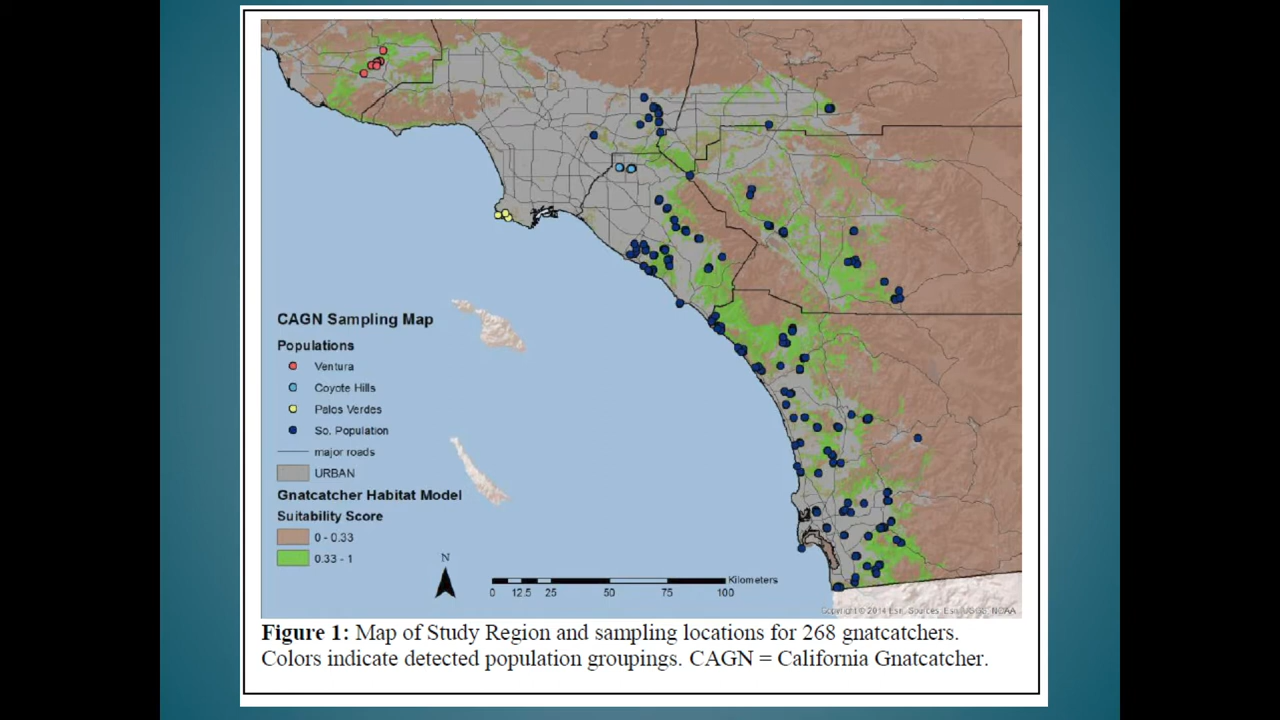 CAGN Sampling Map
Populations
Ventura
Coyote Hills
Palos Verdes
So. Population
major roads
URBAN
Gnatcatcher Habitat Model
Suitability Score
0 - 0.33
0.33 - 1
N
Kilometers
0 12.5 25 50 75 100
Copyright © 2014 Esri, Sources: Esri, USGS, NOAA
Figure 1: Map of Study Region and sampling locations for 268 gnatcatchers.
Colors indicate detected population groupings. CAGN = California Gnatcatcher.